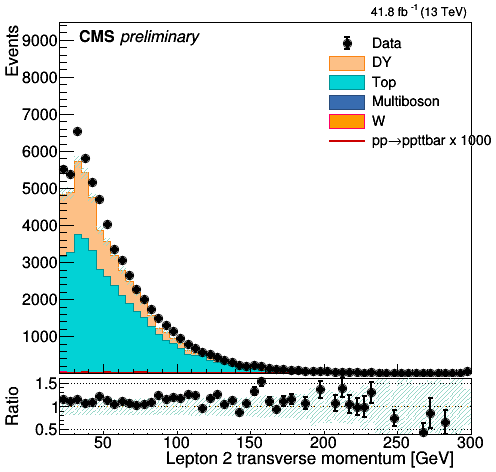 41.8 fb⁻¹ (13 TeV)
CMS preliminary
Events
9000
8000
7000
6000
5000
4000
3000
2000
1000
Data
DY
Top
Multiboson
W
pp→ppttbar x 1000
Ratio
1.5
1
0.5
50 100 150 200 250 300
Lepton 2 transverse momentum [GeV]